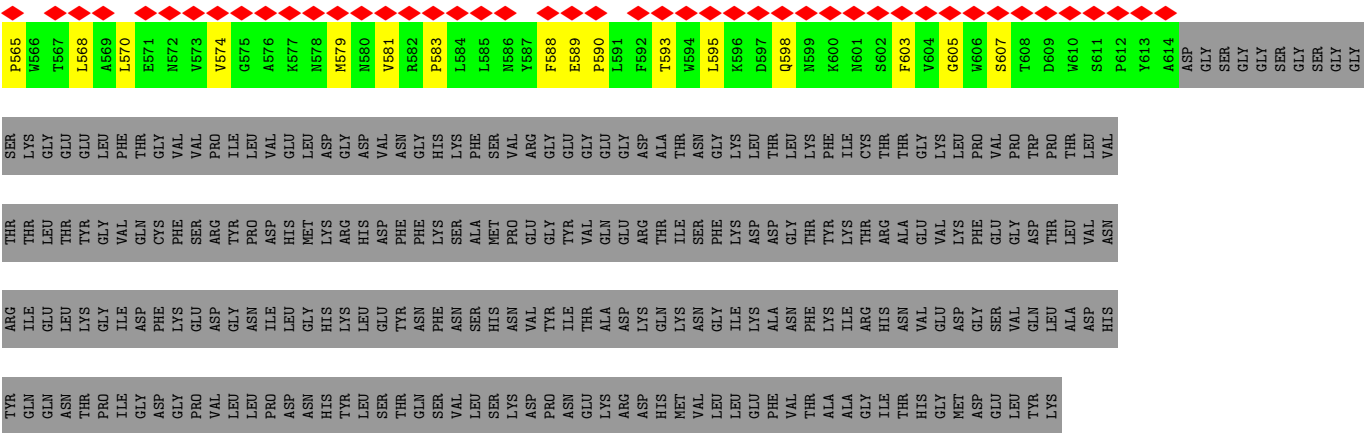 P565 W566 T567 L568 A569 L570 E571 N572 V573 V574 G575 A576 K577 N578 M579 N580 V581 R582 P583 L584 L585 N586 Y587 F588 E589 P590 L591 F592 T593 W594 L595 K596 D597 Q598 N599 K600 N601 S602 F603 V604 G605 W606 S607 T608 D609 W610 S611 P612 Y613 A614 ASP GLY SER GLY GLY SER GLY SER GLY GLY
SER LYS GLY GLU GLU LEU PHE THR GLY VAL VAL PRO ILE LEU VAL GLU LEU ASP GLY ASP VAL ASN GLY HIS LYS PHE SER VAL ARG GLY GLU GLY GLU GLY ASP ALA THR ASN GLY LYS LEU THR LEU LYS PHE ILE CYS THR THR GLY LYS LEU PRO VAL PRO TRP PRO THR LEU VAL
THR THR LEU THR TYR GLY VAL GLN CYS PHE SER ARG TYR PRO ASP HIS MET LYS ARG HIS ASP PHE PHE LYS SER ALA MET PRO GLU GLY TYR VAL GLN GLU ARG THR ILE SER PHE LYS ASP ASP GLY THR TYR LYS THR ARG ALA GLU VAL LYS PHE GLU GLY ASP THR LEU VAL ASN
ARG ILE GLU LEU LYS GLY ILE ASP PHE LYS GLU ASP GLY ASN ILE LEU GLY HIS LYS LEU GLU TYR ASN PHE ASN SER HIS ASN VAL TYR ILE THR ALA ASP LYS GLN LYS ASN GLY ILE LYS ALA ASN PHE LYS ILE ARG HIS ASN VAL GLU ASP GLY SER VAL GLN LEU ALA ASP HIS
TYR GLN GLN ASN THR PRO ILE GLY ASP GLY PRO VAL LEU LEU PRO ASP ASN HIS TYR LEU SER THR GLN SER VAL LEU SER LYS ASP PRO ASN GLU LYS ARG ASP HIS MET VAL LEU LEU GLU PHE VAL THR ALA ALA GLY ILE THR HIS GLY MET ASP GLU LEU TYR LYS